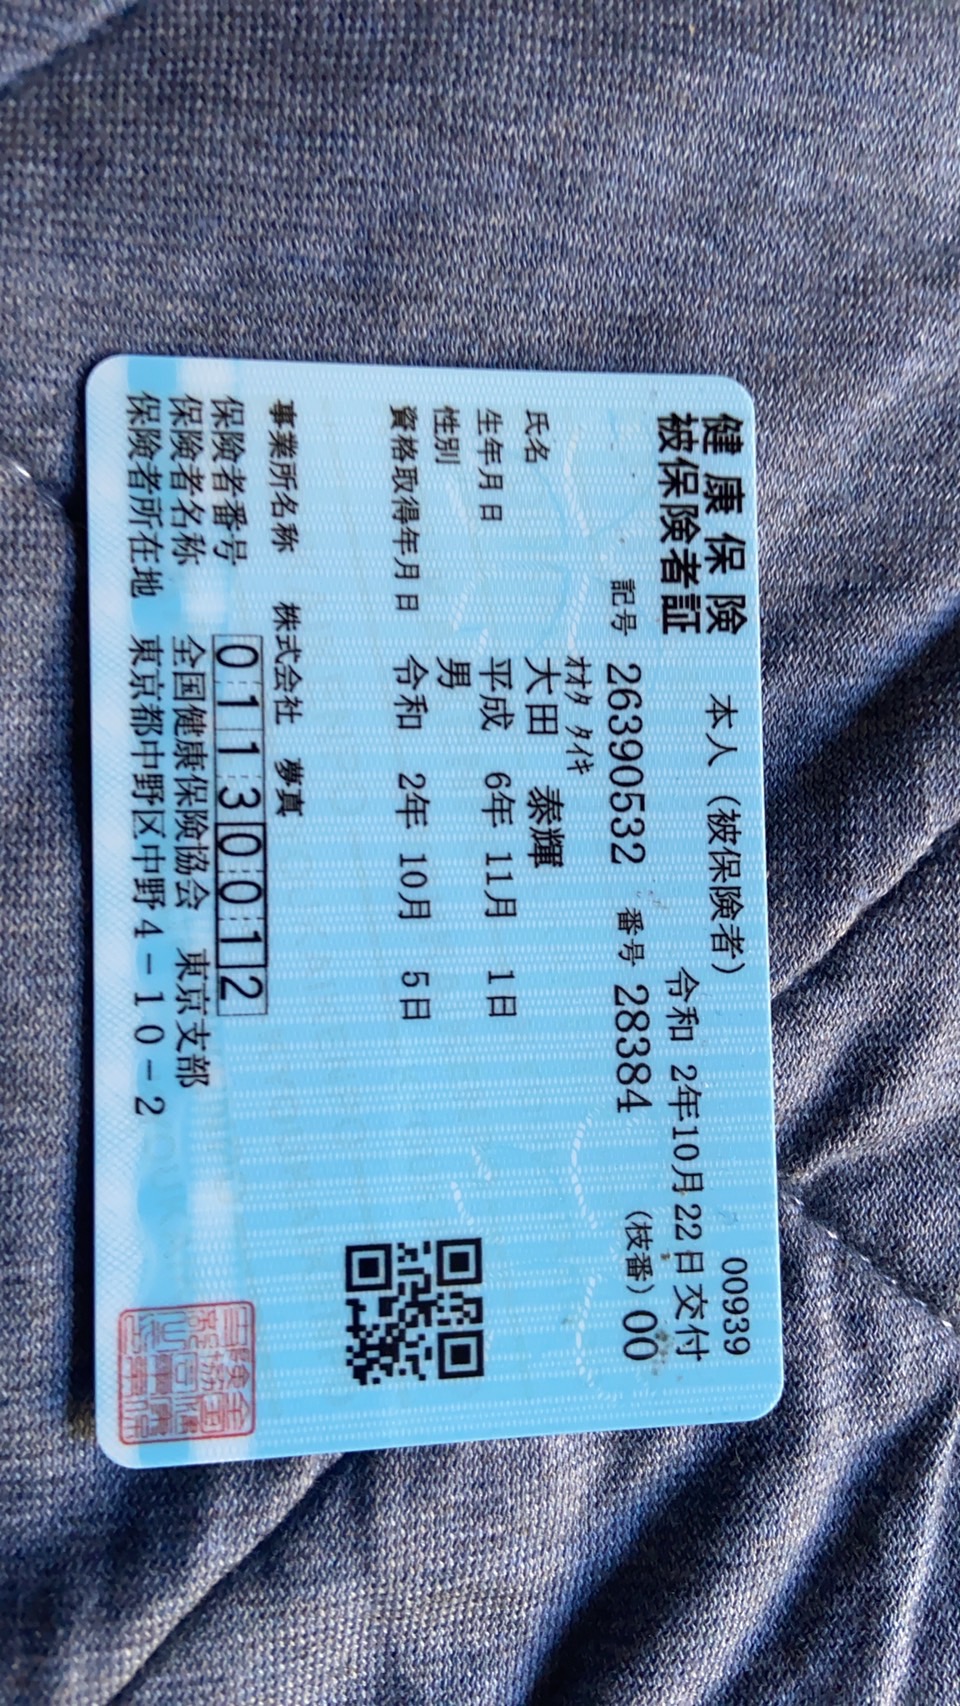 健康保険 本人（被保険者） 00939
被保険者証 令和 2年10月22日交付
記号 26390532 番号 28384 （枝番）00
オオタ タイキ
氏名 大田 泰輝
生年月日 平成 6年 11月 1日
性別 男
資格取得年月日 令和 2年 10月 5日
事業所名称 株式会社 夢真
保険者番号 01130012
保険者名称 全国健康保険協会 東京支部
保険者所在地 東京都中野区中野4-10-2